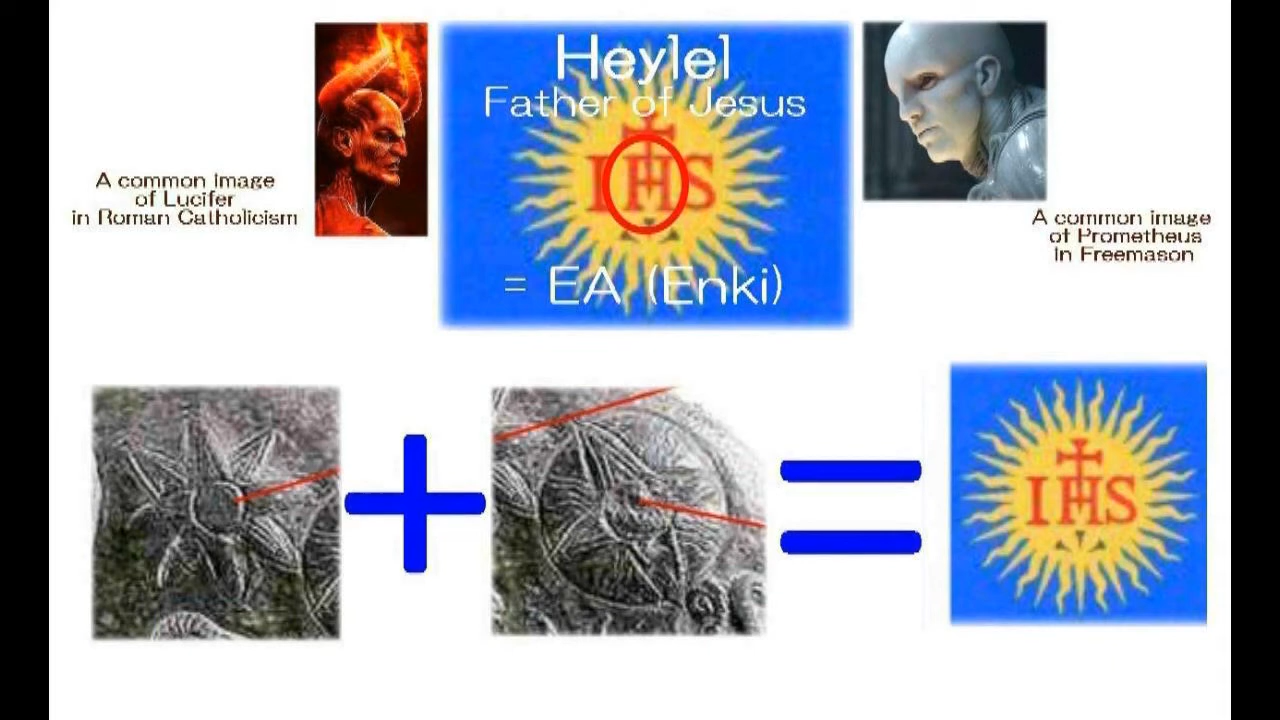 Heylel
Father of Jesus
IHS
= EA (Enki)
A common image
of Lucifer
in Roman Catholicism
A common image
of Prometheus
in Freemason
IHS